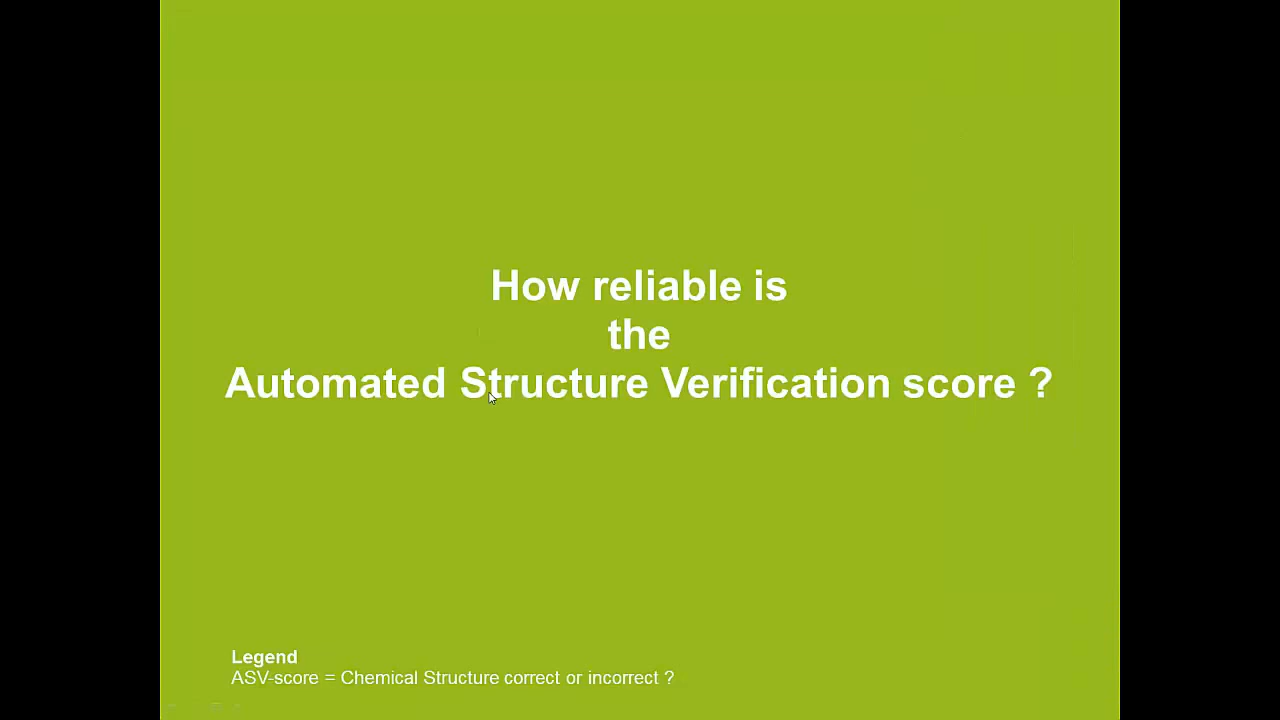 How reliable is
the
Automated Structure Verification score ?
Legend
ASV-score = Chemical Structure correct or incorrect ?